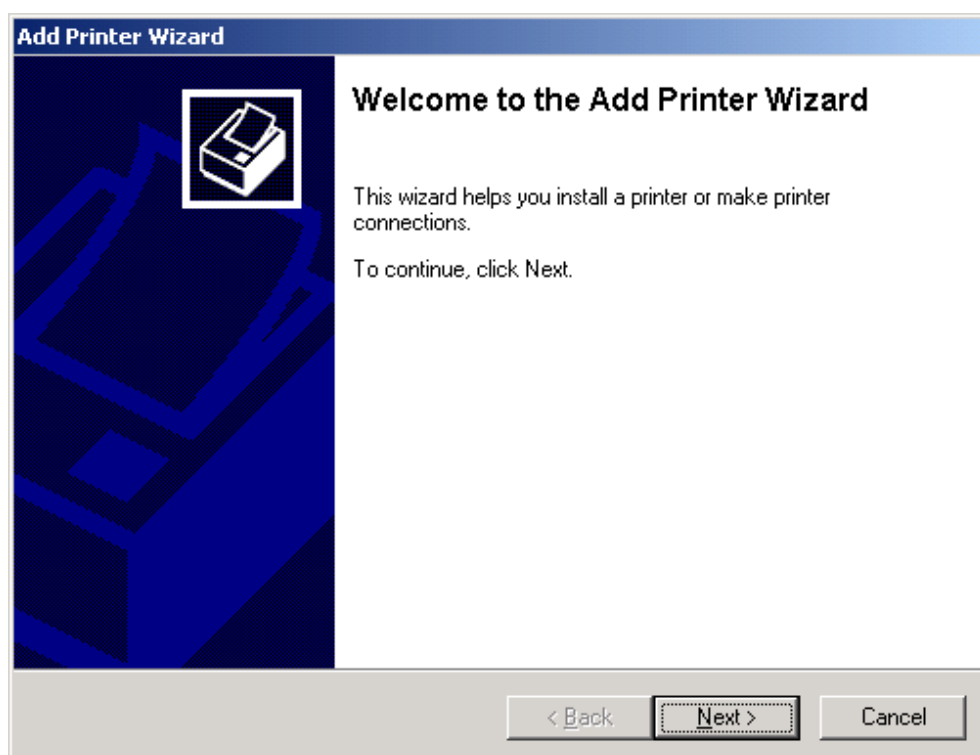 Add Printer Wizard
Welcome to the Add Printer Wizard
This wizard helps you install a printer or make printer
connections.
To continue, click Next.
< Back Next > Cancel